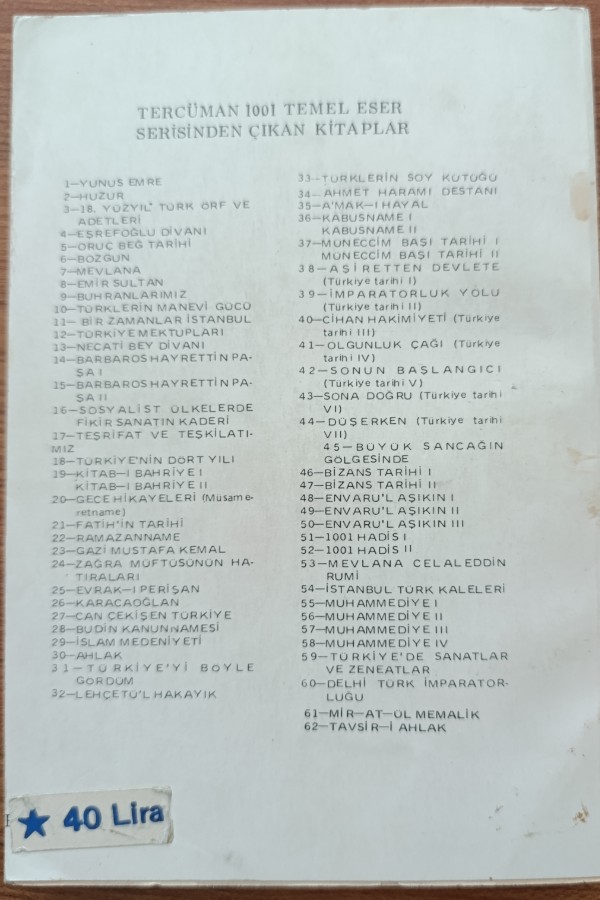 TERCÜMAN 1001 TEMEL ESER
SERİSİNDEN ÇIKAN KİTAPLAR
1—YUNUS EMRE
2—HUZUR
3—18. YÜZYIL' TÜRK ÖRF VE
ADETLERİ
4—EŞREFOĞLU DİVANI
5—ORUÇ BEĞ TARİHİ
6—BOZGUN
7—MEVLANA
8—EMİR SULTAN
9—BUHRANLARIMIZ
10—TÜRKLERİN MANEVİ GÜCÜ
11— BİR ZAMANLAR İSTANBUL
12—TÜRKİYE MEKTUPLARI
13—NECATİ BEY DİVANI
14—BARBAROS HAYRETTİN PA-
ŞA I
15—BARBAROS HAYRETTİN PA-
ŞA II
16—SOSYALİST ÜLKELERDE
FİKİR SANATIN KADERİ
17—TEŞRİFAT VE TEŞKİLATI-
MIZ
18—TÜRKİYE'NİN DÖRT YILI
19—KİTAB—I BAHRİYE I
KİTAB—I BAHRİYE II
20—GECE HİKAYELERİ (Müsame-
retname)
21—FATİH'İN TARİHİ
22—RAMAZANNAME
23—GAZİ MUSTAFA KEMAL
24—ZAĞRA MÜFTÜSÜNÜN HA-
TIRALARI
25—EVRAK—I PERİŞAN
26—KARACAOĞLAN
27—CAN ÇEKİŞEN TÜRKİYE
28—BUDİN KANUNNAMESİ
29—İSLAM MEDENİYETİ
30—AHLAK
31—TÜRKİYE'Yİ BÖYLE
GÖRDÜM
32—LEHÇETÜ'L HAKAYIK
33—TÜRKLERİN SOY KÜTÜĞÜ
34—AHMET HARAMİ DESTANI
35—A'MAK—I HAYAL
36—KABUSNAME I
KABUSNAME II
37—MÜNECCİM BAŞI TARİHİ I
MÜNECCİM BAŞI TARİHİ II
38—AŞİRETTEN DEVLETE
(Türkiye tarihi I)
39—İMPARATORLUK YOLU
(Türkiye tarihi II)
40—CİHAN HAKİMİYETİ (Türkiye
tarihi III)
41—OLGUNLUK ÇAĞI (Türkiye
tarihi IV)
42—SONUN BAŞLANGICI
(Türkiye tarihi V)
43—SONA DOĞRU (Türkiye tarihi
VI)
44—DÜŞERKEN (Türkiye tarihi
VII)
45—BÜYÜK SANCAĞIN
GÖLGESİNDE
46—BİZANS TARİHİ I
47—BİZANS TARİHİ II
48—ENVARU'L AŞIKIN I
49—ENVARU'L AŞIKIN II
50—ENVARU'L AŞIKIN III
51—1001 HADİS I
52—1001 HADİS II
53—MEVLANA CELALEDDİN
RUMİ
54—İSTANBUL TÜRK KALELERİ
55—MUHAMMEDİYE I
56—MUHAMMEDİYE II
57—MUHAMMEDİYE III
58—MUHAMMEDİYE IV
59—TÜRKİYE'DE SANATLAR
VE ZENEATLAR
60—DELHİ TÜRK İMPARATOR-
LUĞU
61—MİR—AT—ÜL MEMALİK
62—TAVSİR—İ AHLAK
★ 40 Lira